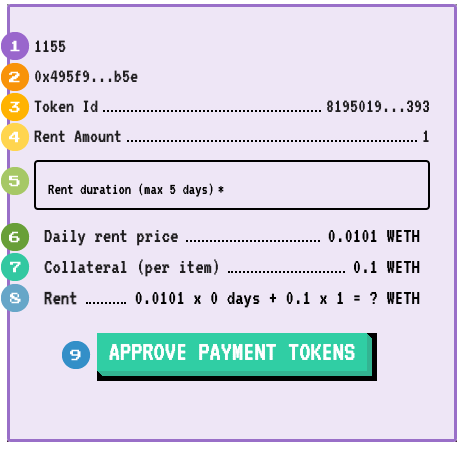 1 1155
2 0x495f9...b5e
3 Token Id ........................................ 8195019...393
4 Rent Amount ........................................ 1
5 Rent duration (max 5 days) *
6 Daily rent price ........................ 0.0101 WETH
7 Collateral (per item) .................... 0.1 WETH
8 Rent .......... 0.0101 x 0 days + 0.1 x 1 = ? WETH
9 APPROVE PAYMENT TOKENS